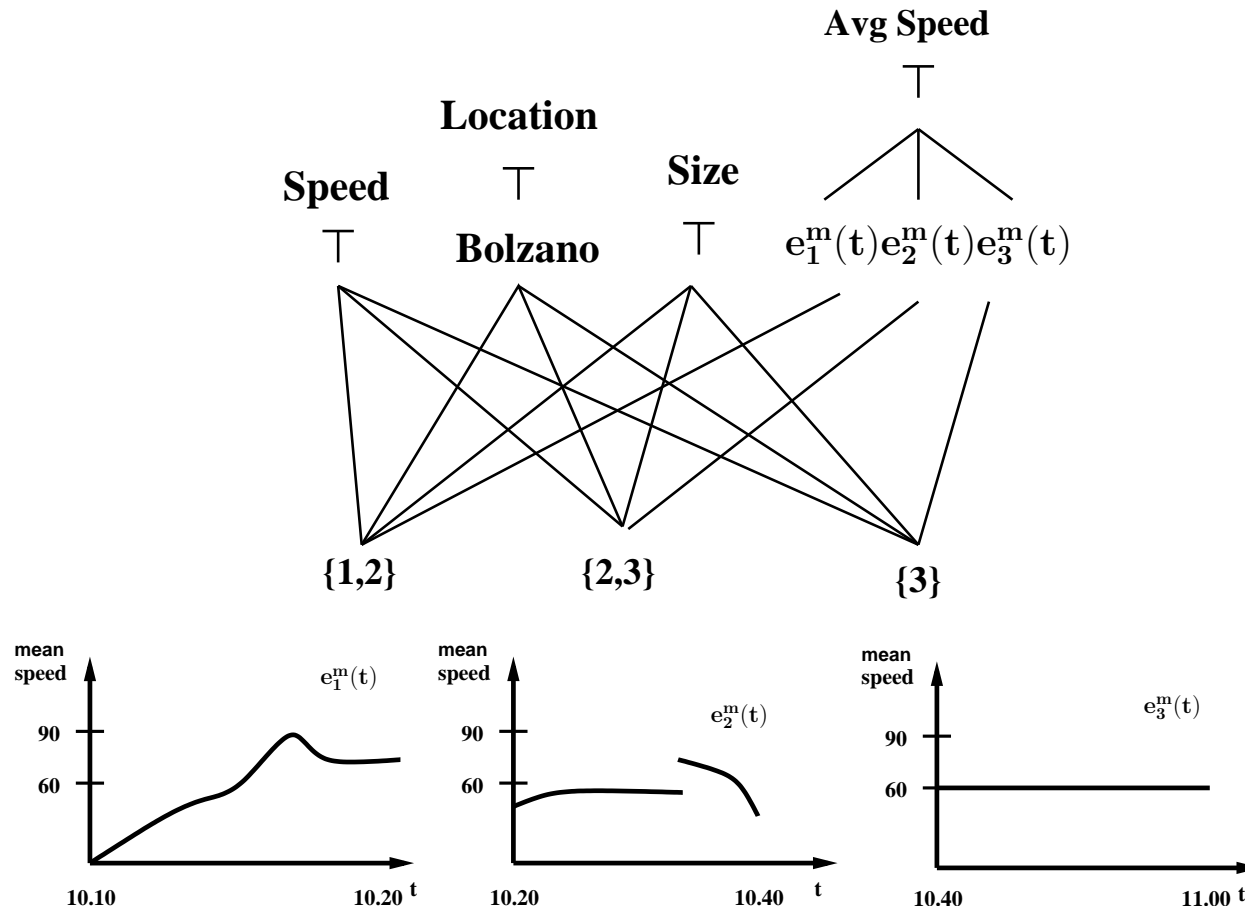 Avg Speed
⊤
Location
⊤
Size
⊤
Speed
⊤
Bolzano
e₁ᵐ(t)e₂ᵐ(t)e₃ᵐ(t)
{1,2}
{2,3}
{3}
mean
speed
e₁ᵐ(t)
90
60
10.10
10.20 t
mean
speed
e₂ᵐ(t)
90
60
10.20
10.40 t
mean
speed
e₃ᵐ(t)
90
60
10.40
11.00 t